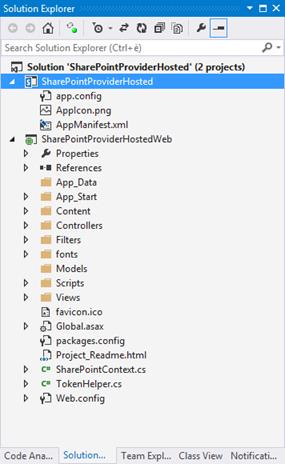 Solution Explorer
Search Solution Explorer (Ctrl+è)
Solution 'SharePointProviderHosted' (2 projects)
SharePointProviderHosted
app.config
AppIcon.png
AppManifest.xml
SharePointProviderHostedWeb
Properties
References
App_Data
App_Start
Content
Controllers
Filters
fonts
Models
Scripts
Views
favicon.ico
Global.asax
packages.config
Project_Readme.html
C# SharePointContext.cs
C# TokenHelper.cs
Web.config
Code Ana... Solution... Team Expl... Class View Notificati...